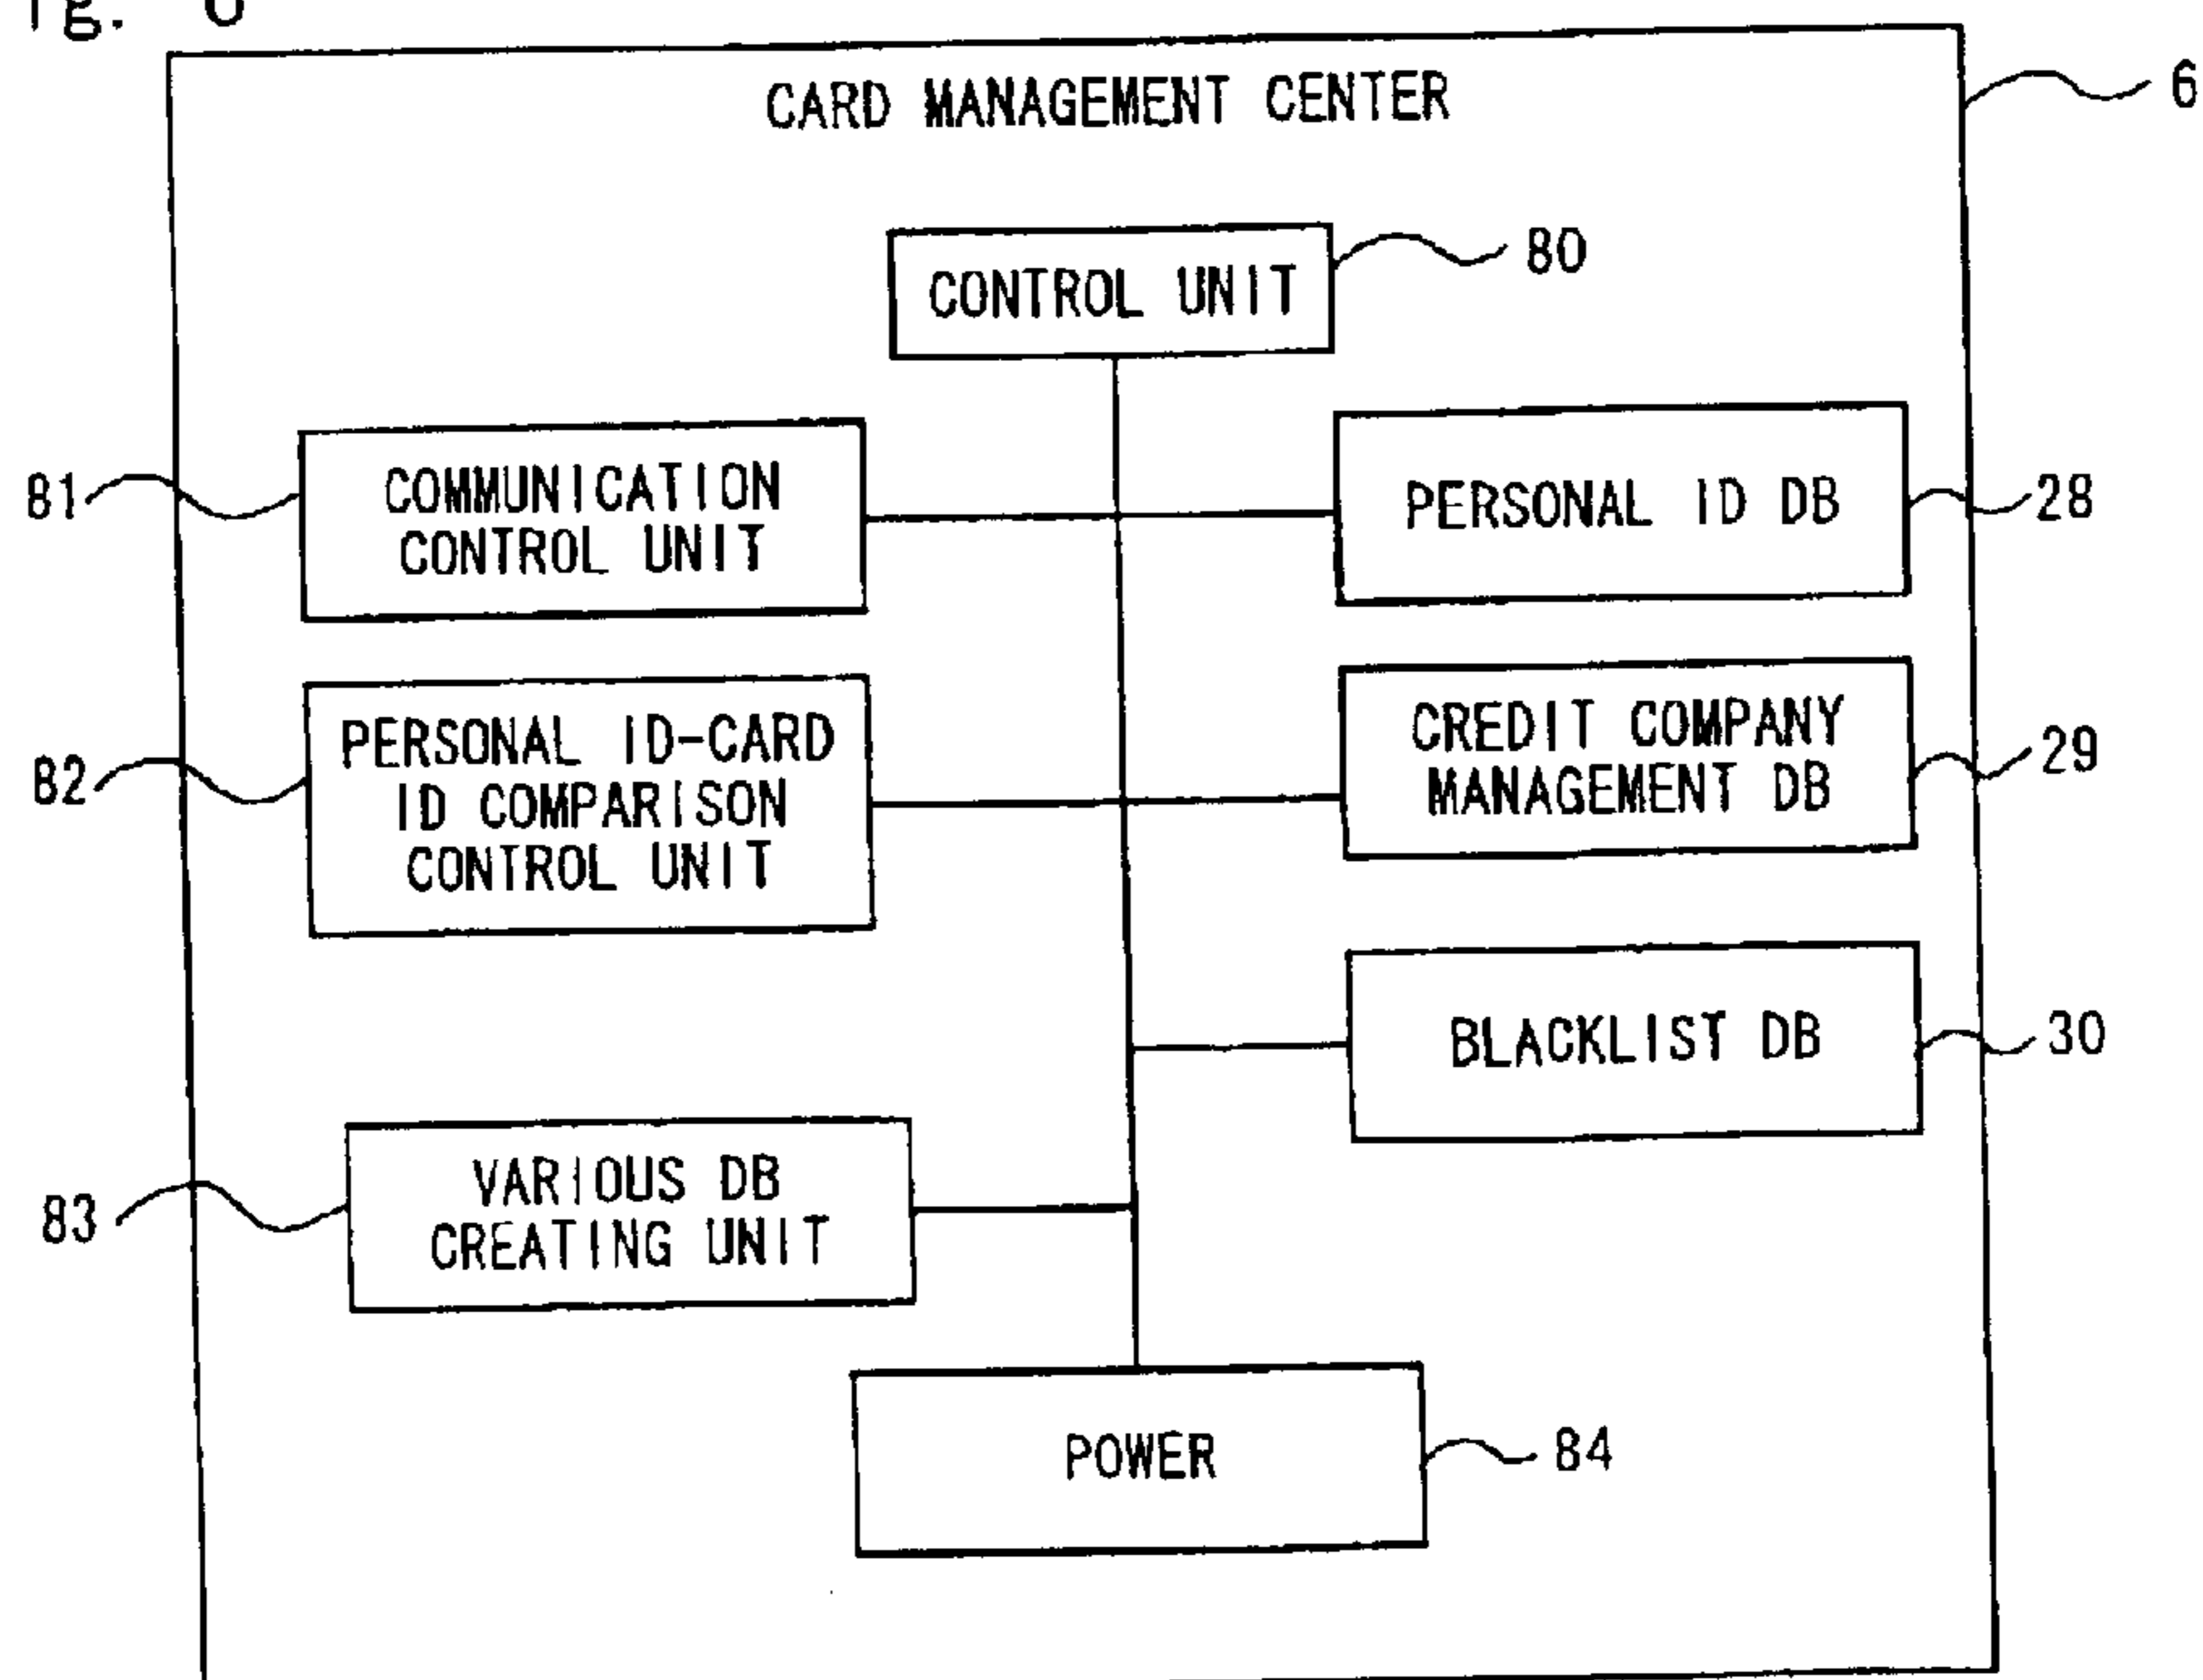 CARD MANAGEMENT CENTER
6
CONTROL UNIT
80
81
COMMUNICATION
CONTROL UNIT
PERSONAL ID DB
28
82
PERSONAL ID-CARD
ID COMPARISON
CONTROL UNIT
CREDIT COMPANY
MANAGEMENT DB
29
BLACKLIST DB
30
83
VARIOUS DB
CREATING UNIT
POWER
84